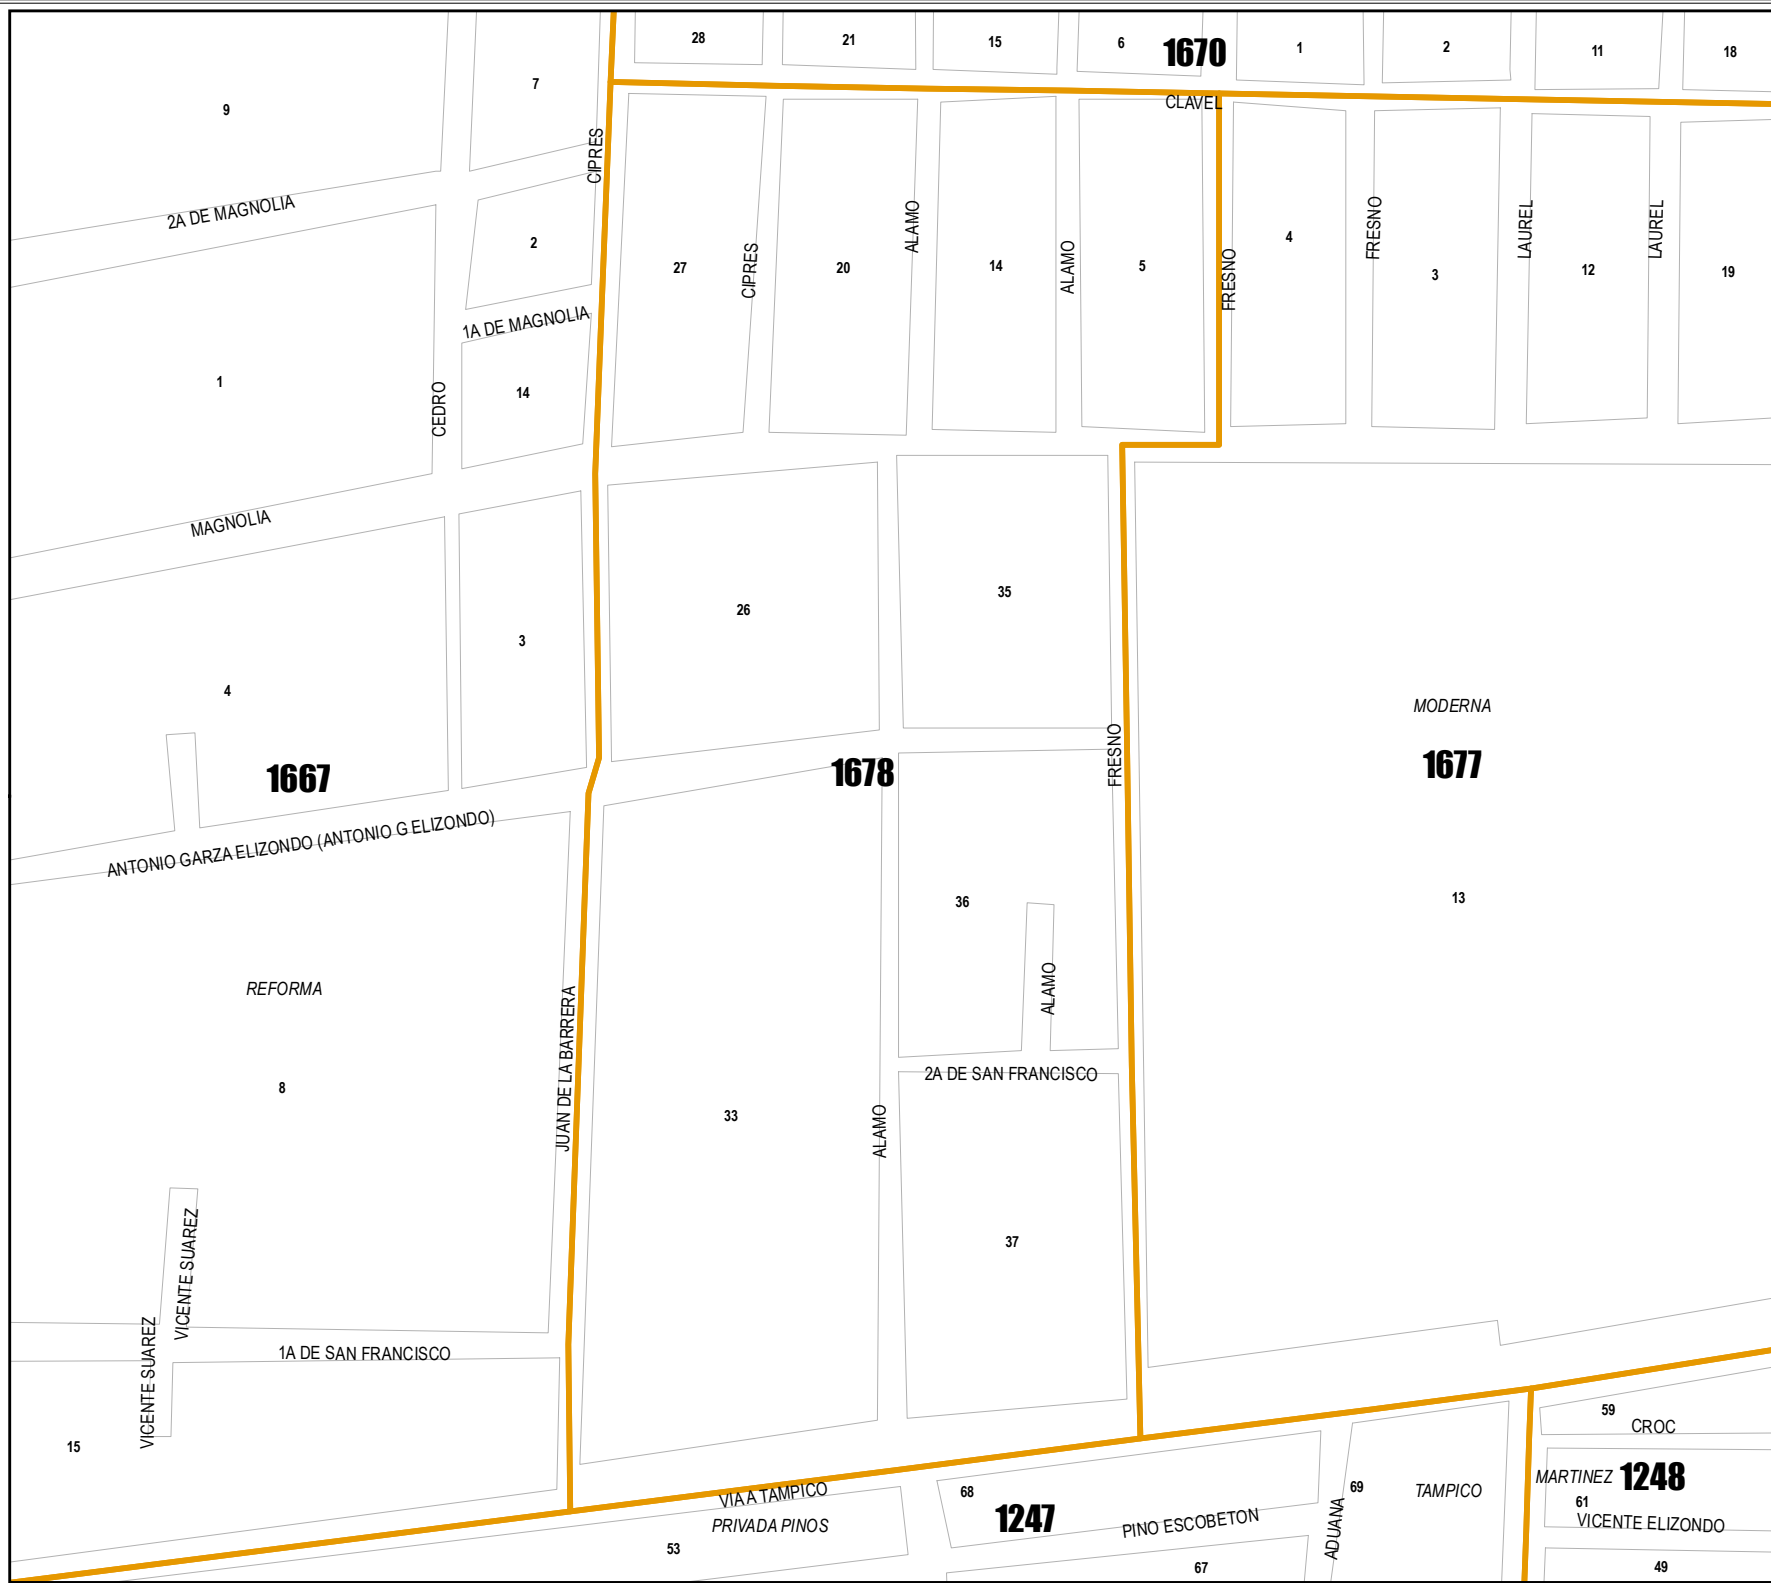 28
21
15
6
1670
1
2
11
18
9
7
CLAVEL
CIPRES
2A DE MAGNOLIA
2
27
CIPRES
20
ALAMO
14
ALAMO
5
FRESNO
4
FRESNO
3
LAUREL
12
LAUREL
19
1A DE MAGNOLIA
1
CEDRO
14
MAGNOLIA
26
35
3
4
MODERNA
1667
1678
FRESNO
1677
ANTONIO GARZA ELIZONDO (ANTONIO G ELIZONDO)
36
13
REFORMA
ALAMO
JUAN DE LA BARRERA
8
2A DE SAN FRANCISCO
33
ALAMO
37
VICENTE SUAREZ
VICENTE SUAREZ
1A DE SAN FRANCISCO
15
59
CROC
VIA A TAMPICO
68
69
TAMPICO
MARTINEZ
1248
61
PRIVADA PINOS
1247
PINO ESCOBETON
ADUANA
VICENTE ELIZONDO
53
67
49